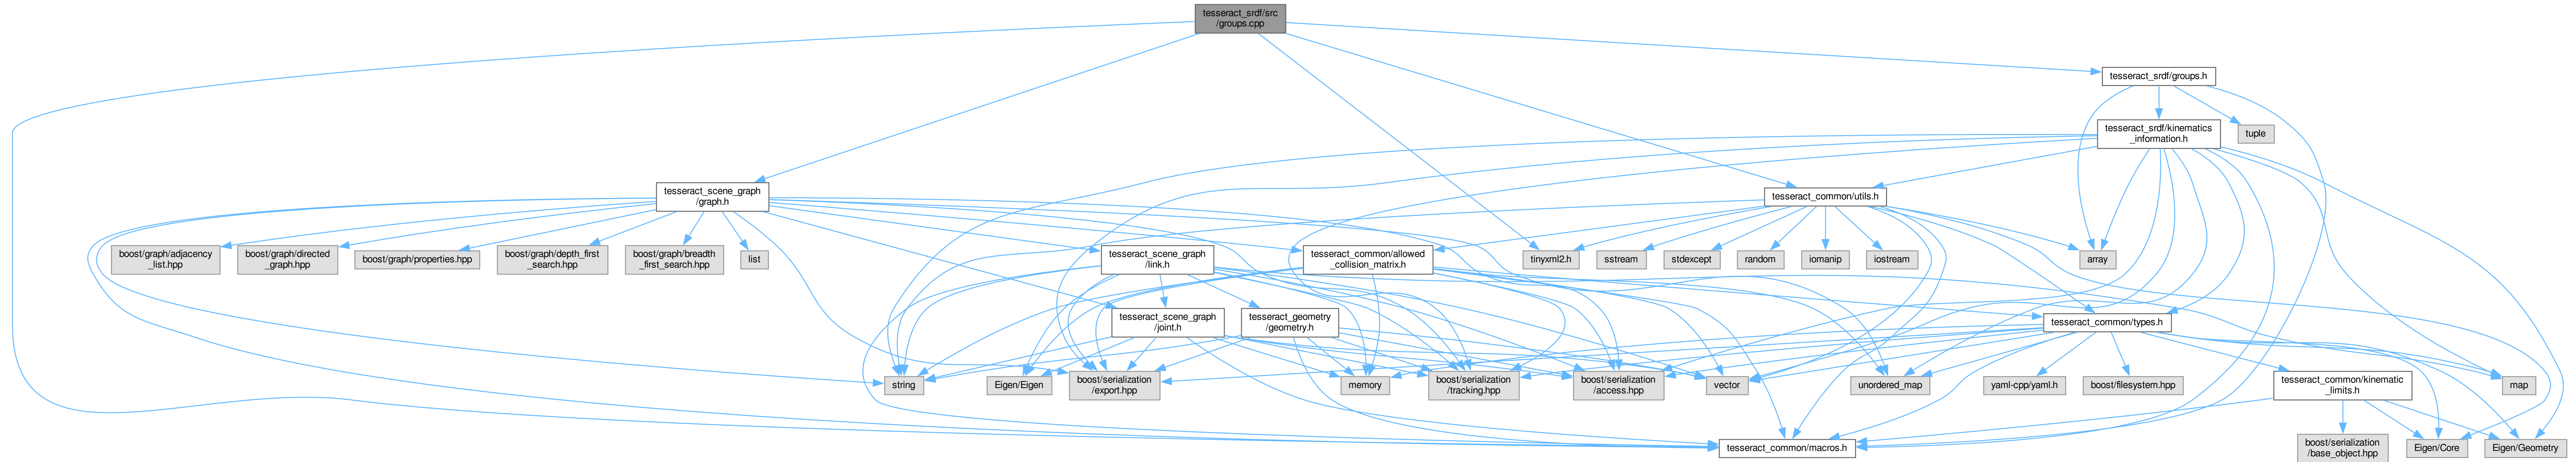 tesseract_srdf/src
/groups.cpp
tesseract_srdf/groups.h
tesseract_srdf/kinematics
_information.h
tuple
tesseract_scene_graph
/graph.h
tesseract_common/utils.h
boost/graph/adjacency
_list.hpp
boost/graph/directed
_graph.hpp
boost/graph/properties.hpp
boost/graph/depth_first
_search.hpp
boost/graph/breadth
_first_search.hpp
list
tesseract_scene_graph
/link.h
tesseract_common/allowed
_collision_matrix.h
tinyxml2.h
sstream
stdexcept
random
iomanip
iostream
array
tesseract_scene_graph
/joint.h
tesseract_geometry
/geometry.h
tesseract_common/types.h
string
Eigen/Eigen
boost/serialization
/export.hpp
memory
boost/serialization
/tracking.hpp
boost/serialization
/access.hpp
vector
unordered_map
yaml-cpp/yaml.h
boost/filesystem.hpp
tesseract_common/kinematic
_limits.h
map
tesseract_common/macros.h
boost/serialization
/base_object.hpp
Eigen/Core
Eigen/Geometry